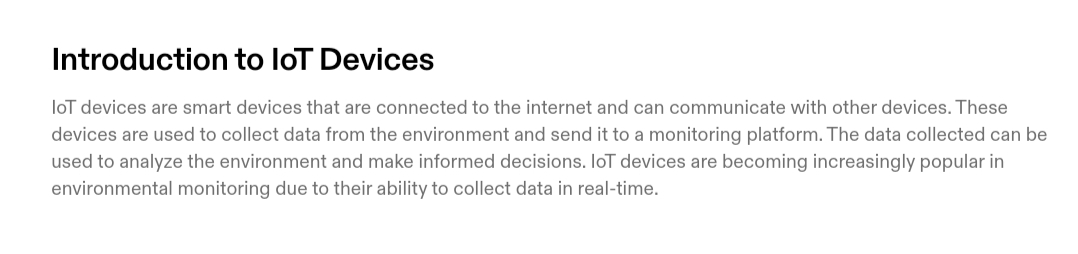 Introduction to IoT Devices
IoT devices are smart devices that are connected to the internet and can communicate with other devices. These
devices are used to collect data from the environment and send it to a monitoring platform. The data collected can be
used to analyze the environment and make informed decisions. IoT devices are becoming increasingly popular in
environmental monitoring due to their ability to collect data in real-time.